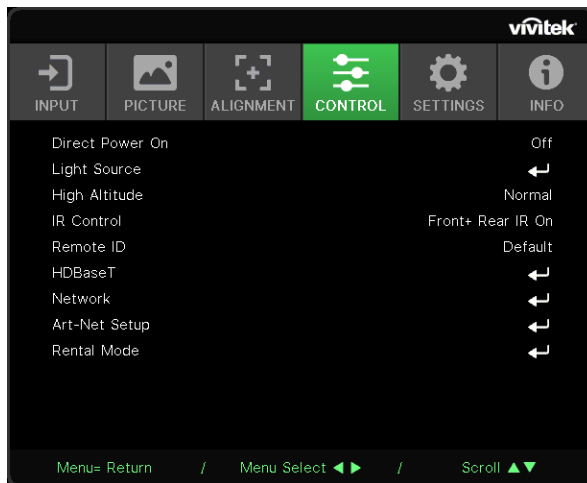 vivitek
INPUT PICTURE ALIGNMENT CONTROL SETTINGS INFO
Direct Power On Off
Light Source
High Altitude Normal
IR Control Front+ Rear IR On
Remote ID Default
HDBaseT
Network
Art-Net Setup
Rental Mode
Menu= Return / Menu Select ◀ ▶ / Scroll ▲▼